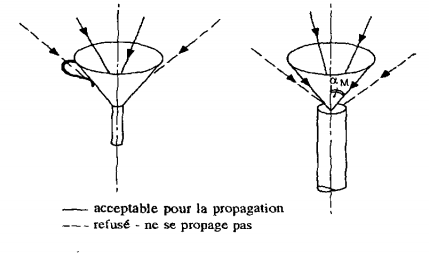 α M
acceptable pour la propagation
refusé - ne se propage pas